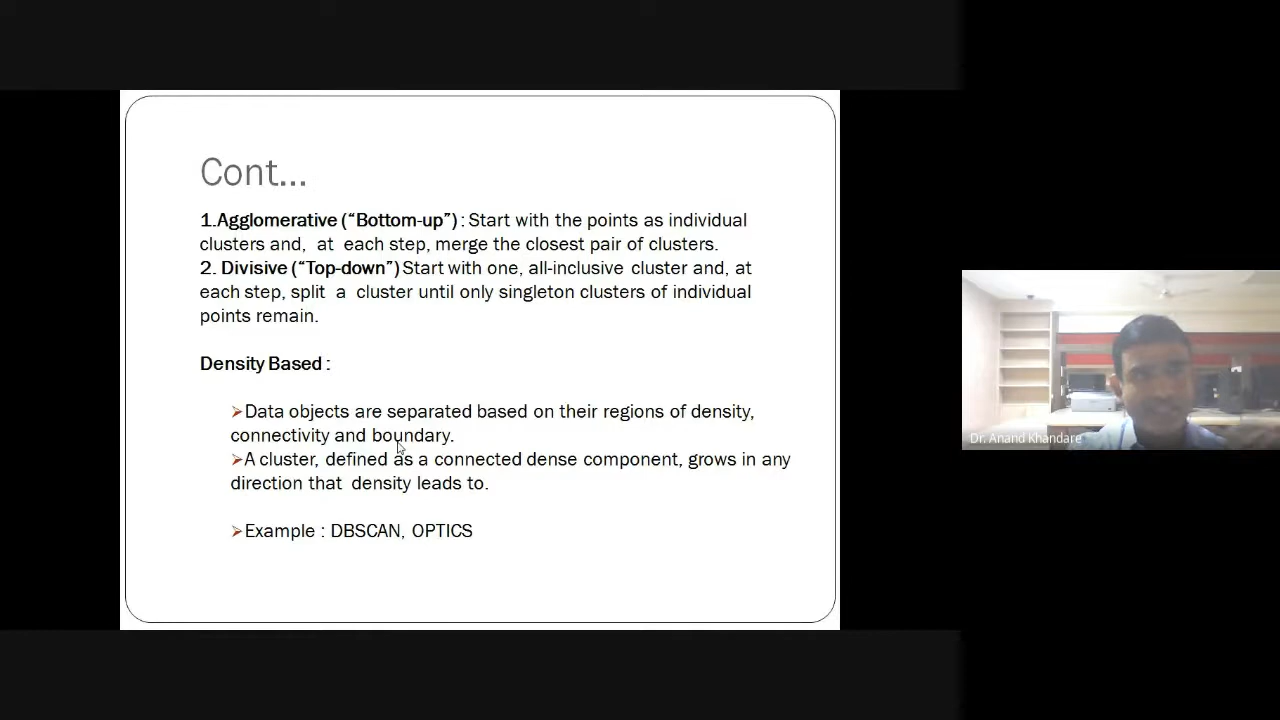 Cont...
1.Agglomerative (“Bottom-up”) : Start with the points as individual
clusters and, at each step, merge the closest pair of clusters.
2. Divisive (“Top-down”) Start with one, all-inclusive cluster and, at
each step, split a cluster until only singleton clusters of individual
points remain.
Density Based :
➢Data objects are separated based on their regions of density,
connectivity and boundary.
➢A cluster, defined as a connected dense component, grows in any
direction that density leads to.
➢Example : DBSCAN, OPTICS
Dr. Anand Khandare